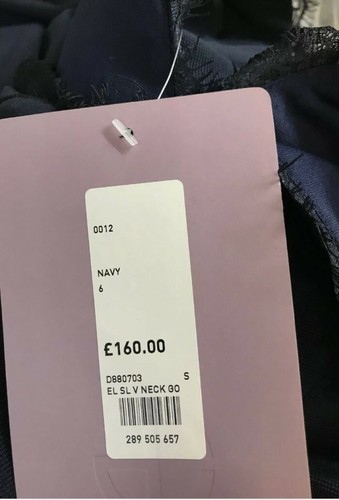 0012
NAVY
6
£160.00
D880703 S
EL SL V NECK GO
289 505 657